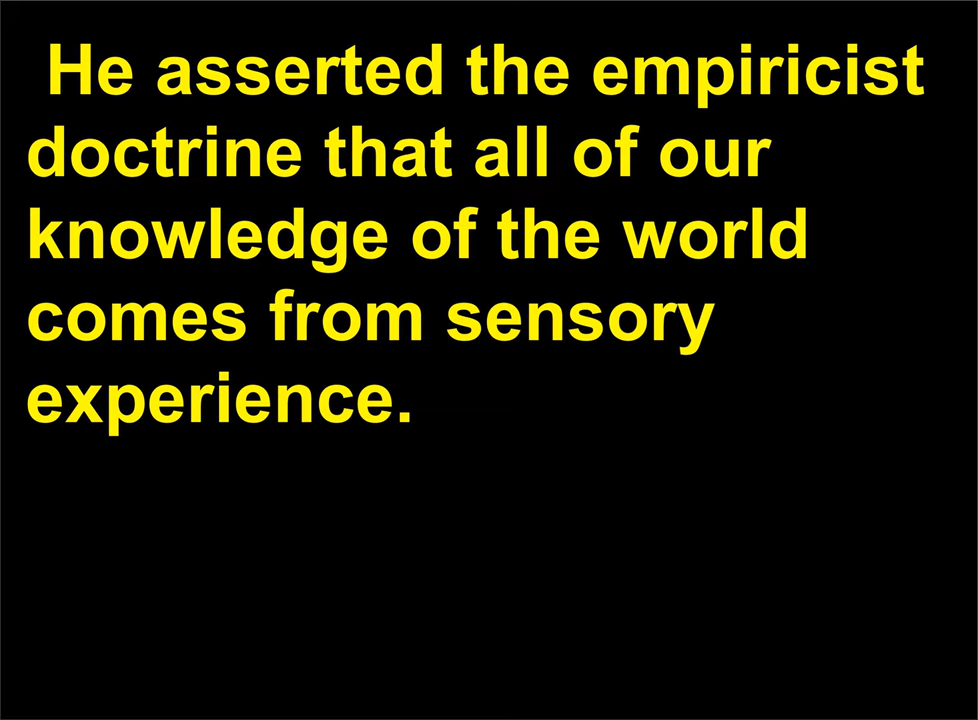 He asserted the empiricist
doctrine that all of our
knowledge of the world
comes from sensory
experience.